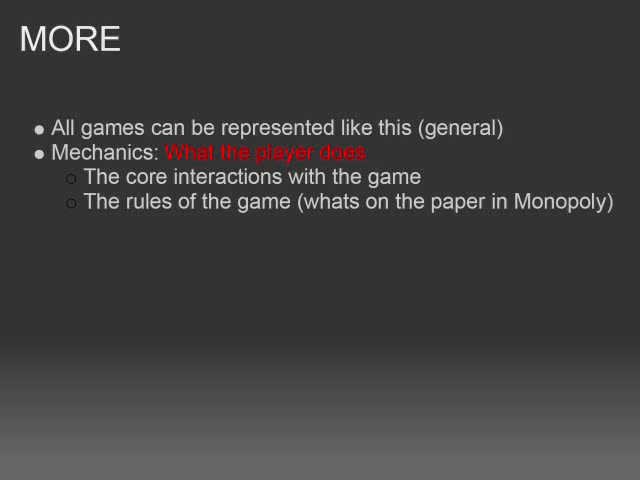 MORE
● All games can be represented like this (general)
● Mechanics: What the player does
○ The core interactions with the game
○ The rules of the game (whats on the paper in Monopoly)